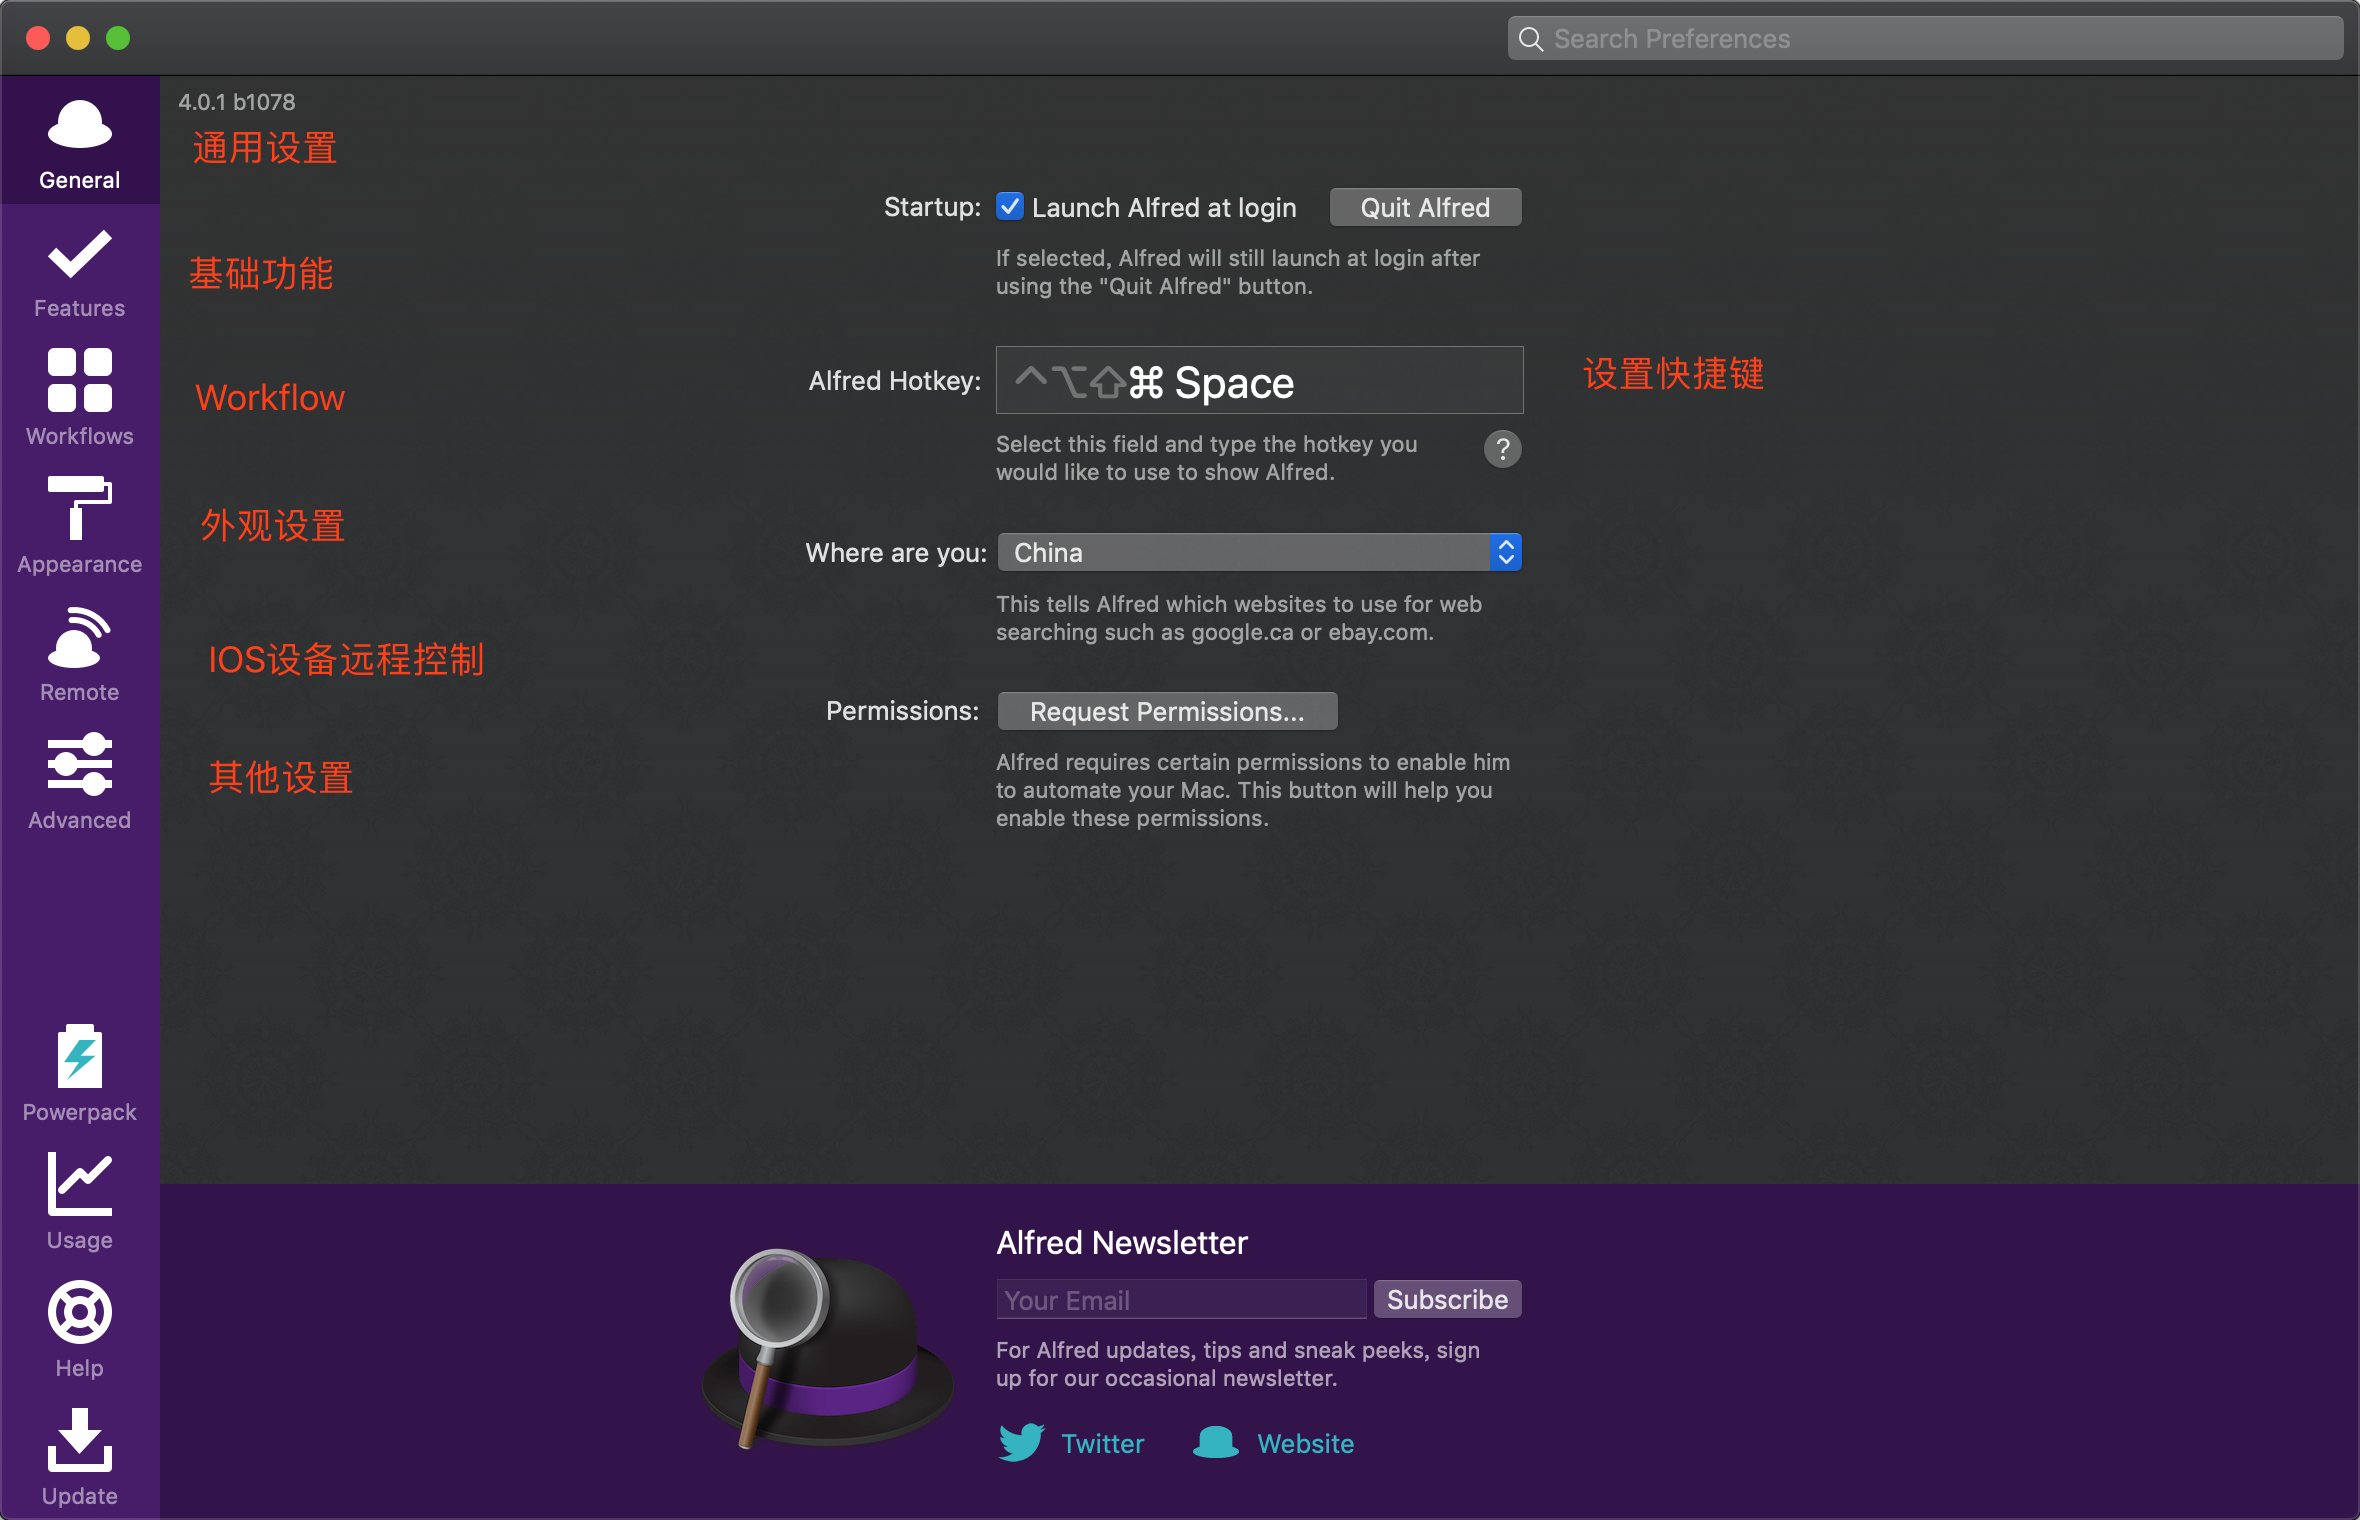 Search Preferences
4.0.1 b1078
通用设置
General
Startup: Launch Alfred at login Quit Alfred
If selected, Alfred will still launch at login after
using the "Quit Alfred" button.
基础功能
Features
Alfred Hotkey: ^⌥⇧⌘ Space
设置快捷键
Workflow
Workflows
Select this field and type the hotkey you
would like to use to show Alfred.
?
外观设置
Appearance
Where are you: China
This tells Alfred which websites to use for web
searching such as google.ca or ebay.com.
IOS设备远程控制
Remote
Permissions: Request Permissions...
Alfred requires certain permissions to enable him
to automate your Mac. This button will help you
enable these permissions.
其他设置
Advanced
Powerpack
Usage
Help
Update
Alfred Newsletter
Your Email Subscribe
For Alfred updates, tips and sneak peeks, sign
up for our occasional newsletter.
Twitter Website